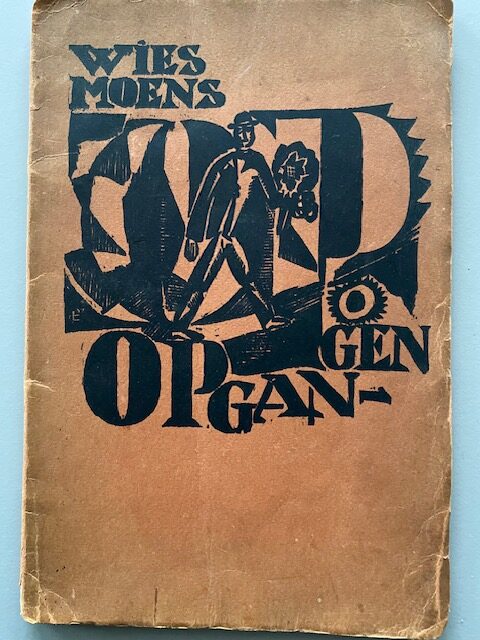 WiES
MOENS
O
OPGAN-
GEN